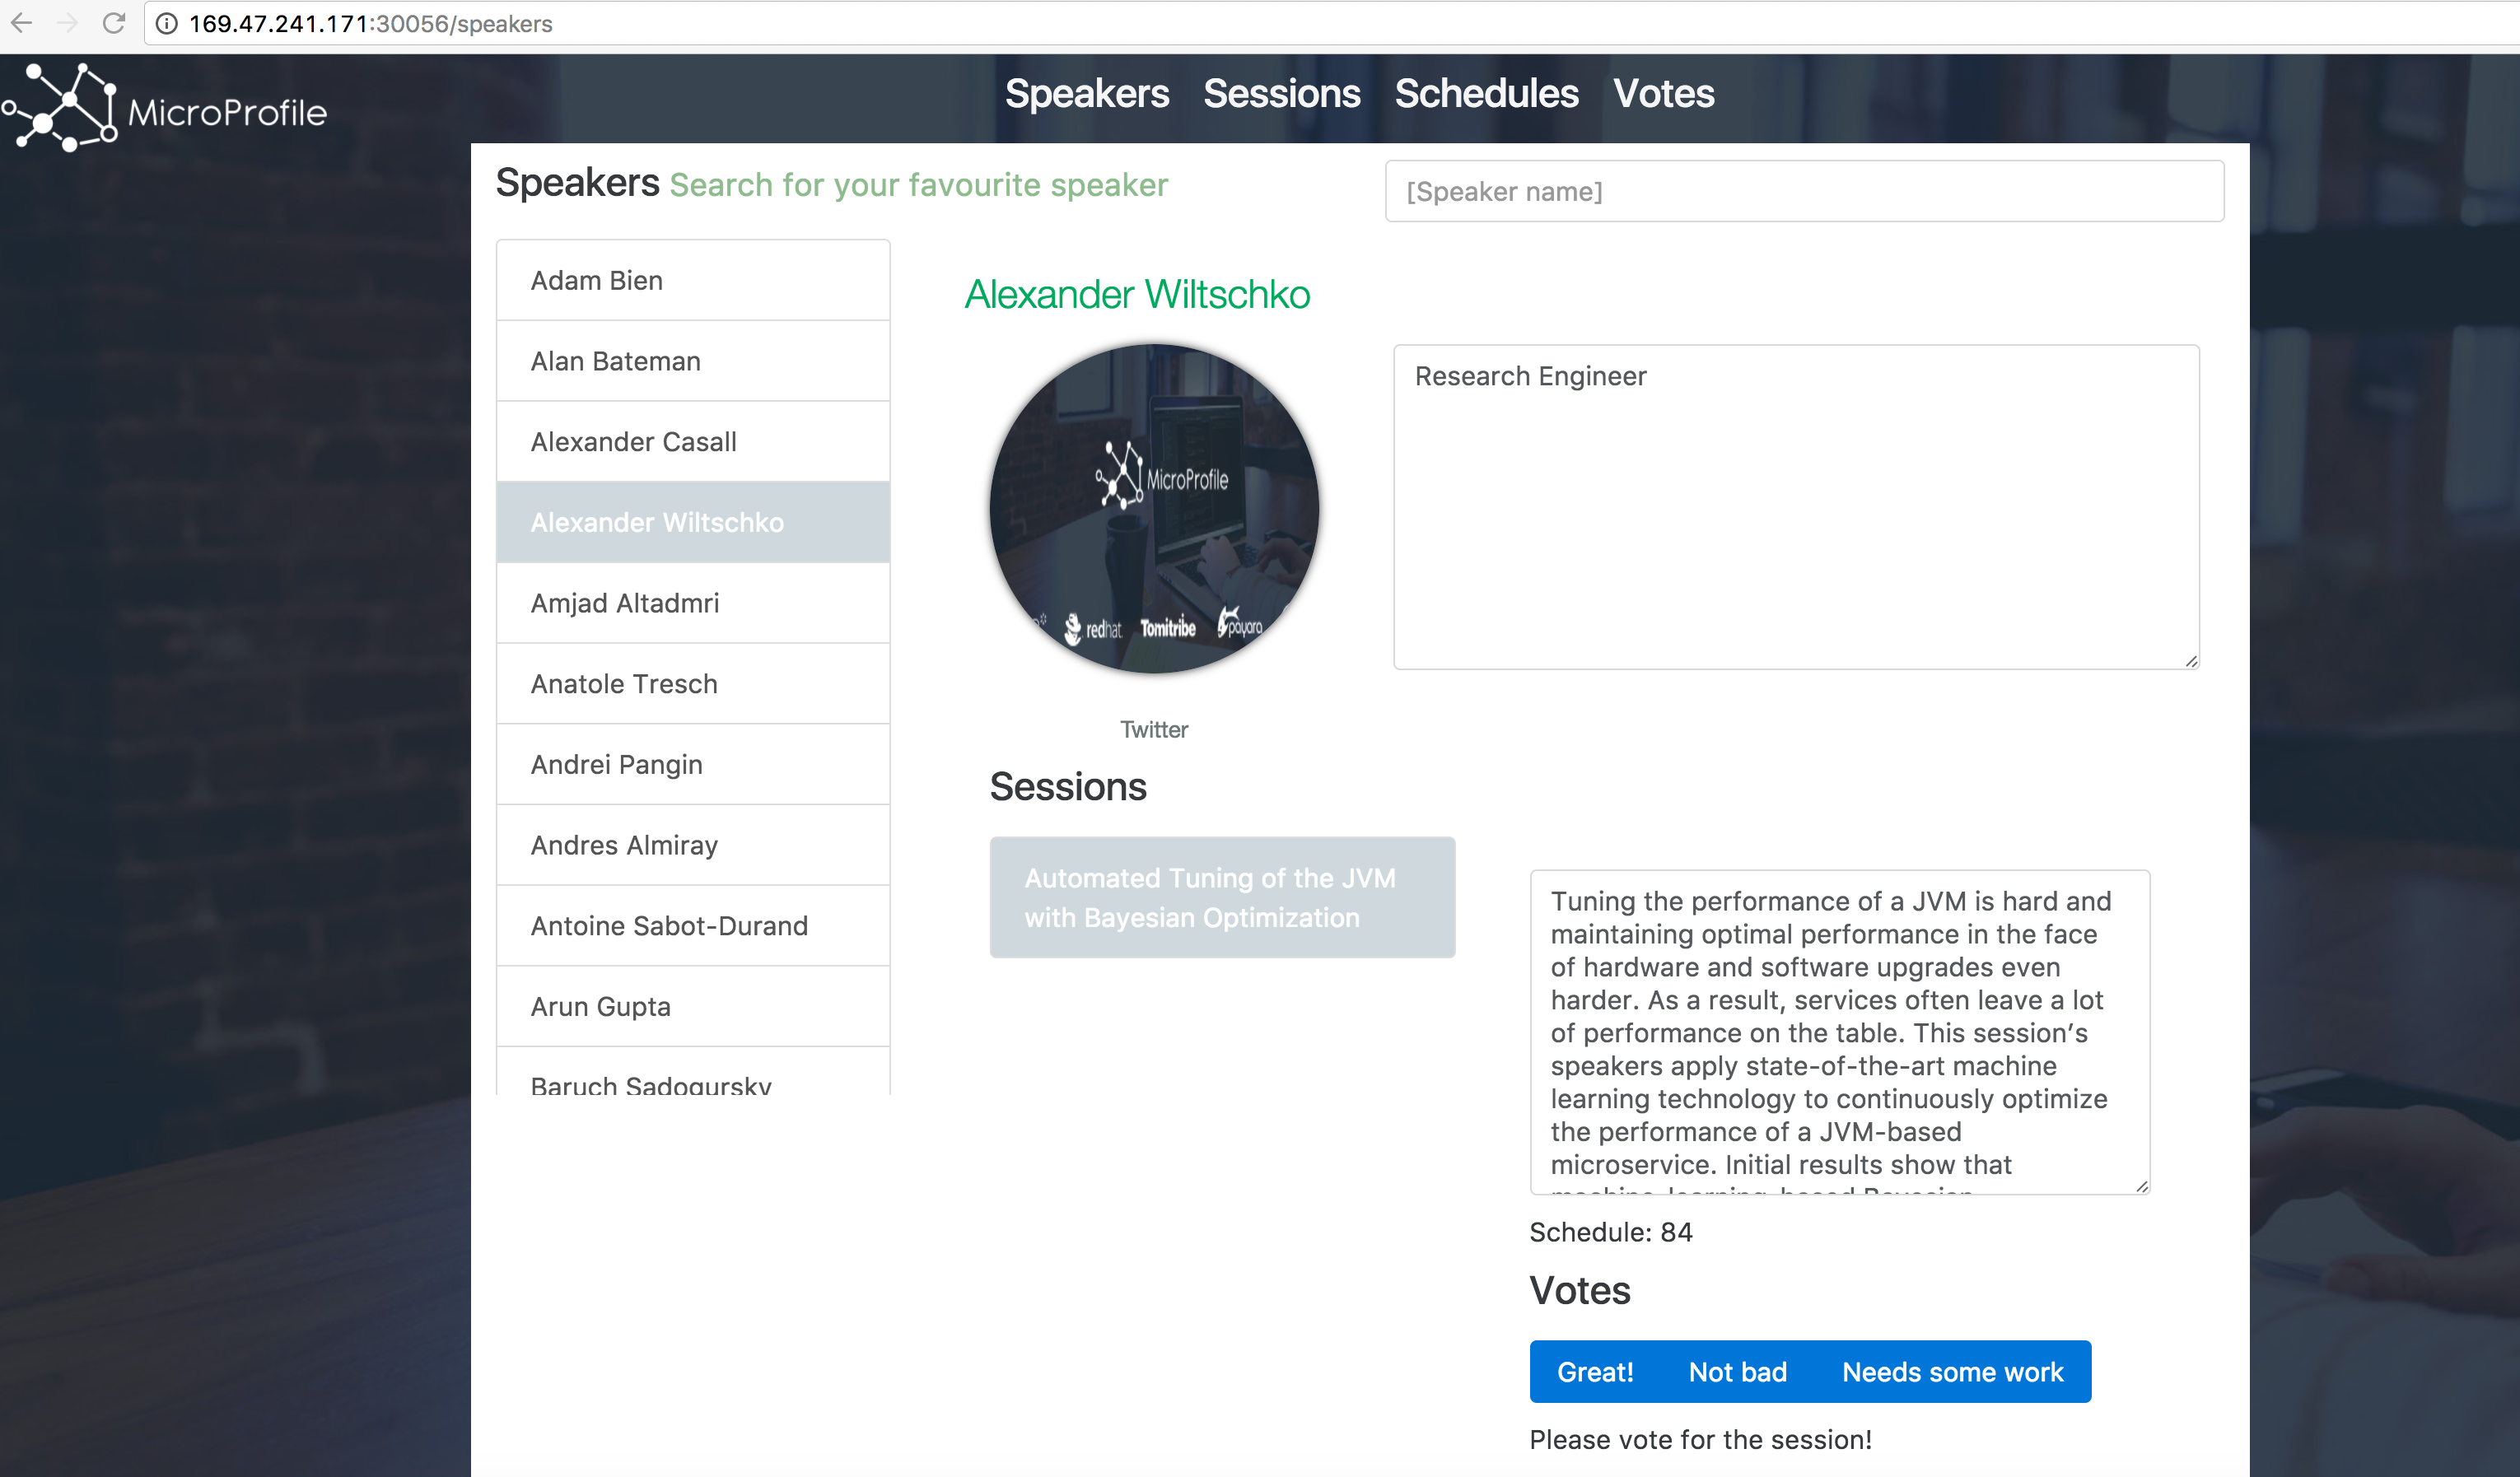 169.47.241.171:30056/speakers
MicroProfile
Speakers Sessions Schedules Votes
Speakers Search for your favourite speaker
[Speaker name]
Adam Bien
Alan Bateman
Alexander Casall
Alexander Wiltschko
Amjad Altadmri
Anatole Tresch
Andrei Pangin
Andres Almiray
Antoine Sabot-Durand
Arun Gupta
Baruch Sadogursky
Alexander Wiltschko
MicroProfile
redhat Tomitribe payara
Research Engineer
Twitter
Sessions
Automated Tuning of the JVM
with Bayesian Optimization
Tuning the performance of a JVM is hard and
maintaining optimal performance in the face
of hardware and software upgrades even
harder. As a result, services often leave a lot
of performance on the table. This session’s
speakers apply state-of-the-art machine
learning technology to continuously optimize
the performance of a JVM-based
microservice. Initial results show that
machine-learning-based Bayesian
Schedule: 84
Votes
Great! Not bad Needs some work
Please vote for the session!